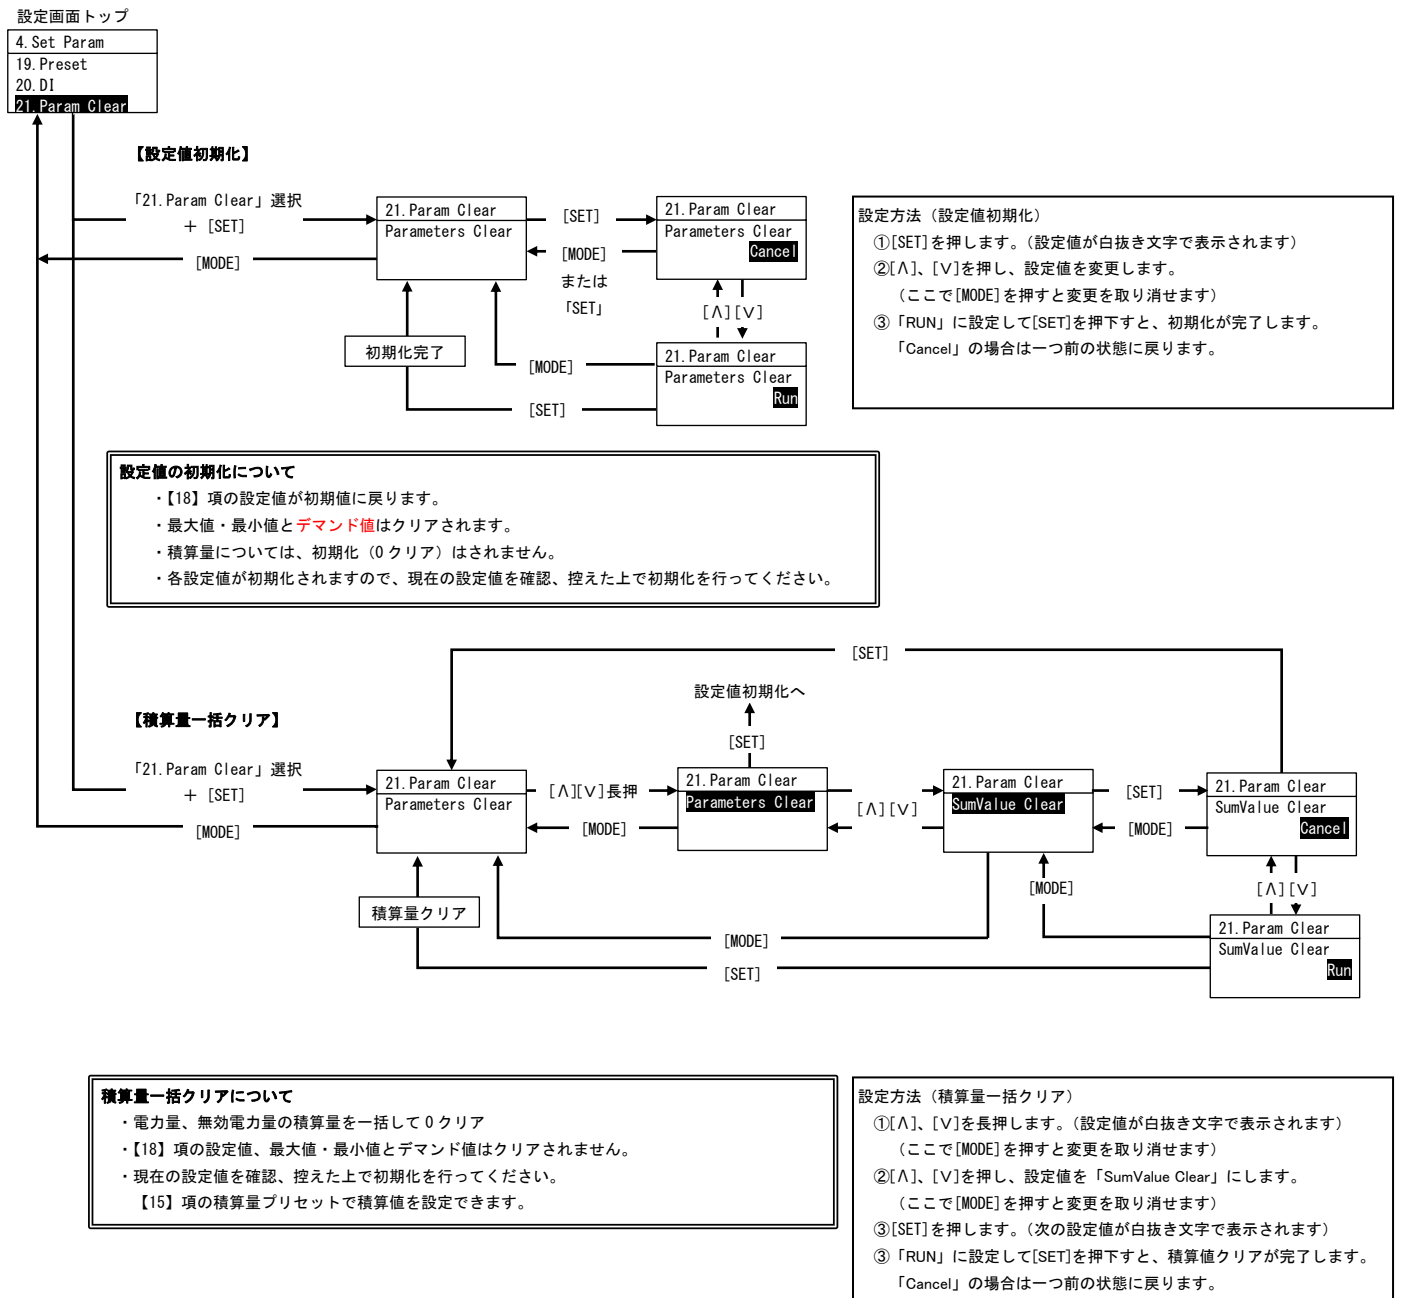 設定画面トップ
4.Set Param
19.Preset
20.DI
21.Param Clear
【設定値初期化】
「21.Param Clear」選択
＋ [SET]
[MODE]
21.Param Clear
Parameters Clear
[SET]
[MODE]
または
「SET」
21.Param Clear
Parameters Clear
Cancel
[Λ][V]
初期化完了
[MODE]
[SET]
21.Param Clear
Parameters Clear
Run
設定方法（設定値初期化）
①[SET]を押します。（設定値が白抜き文字で表示されます）
②[Λ]、[V]を押し、設定値を変更します。
（ここで[MODE]を押すと変更を取り消せます）
③「RUN」に設定して[SET]を押下すと、初期化が完了します。
「Cancel」の場合は一つ前の状態に戻ります。
設定値の初期化について
・【18】項の設定値が初期値に戻ります。
・最大値・最小値とデマンド値はクリアされます。
・積算量については、初期化（0クリア）はされません。
・各設定値が初期化されますので、現在の設定値を確認、控えた上で初期化を行ってください。
[SET]
設定値初期化へ
[SET]
【積算量一括クリア】
「21.Param Clear」選択
＋ [SET]
[MODE]
21.Param Clear
Parameters Clear
[Λ][V]長押
[MODE]
21.Param Clear
Parameters Clear
[Λ][V]
21.Param Clear
SumValue Clear
[SET]
[MODE]
21.Param Clear
SumValue Clear
Cancel
[MODE]
[Λ][V]
積算量クリア
[MODE]
[SET]
21.Param Clear
SumValue Clear
Run
積算量一括クリアについて
・電力量、無効電力量の積算量を一括して0クリア
・【18】項の設定値、最大値・最小値とデマンド値はクリアされません。
・現在の設定値を確認、控えた上で初期化を行ってください。
【15】項の積算量プリセットで積算値を設定できます。
設定方法（積算量一括クリア）
①[Λ]、[V]を長押します。（設定値が白抜き文字で表示されます）
（ここで[MODE]を押すと変更を取り消せます）
②[Λ]、[V]を押し、設定値を「SumValue Clear」にします。
（ここで[MODE]を押すと変更を取り消せます）
③[SET]を押します。（次の設定値が白抜き文字で表示されます）
③「RUN」に設定して[SET]を押下すと、積算値クリアが完了します。
「Cancel」の場合は一つ前の状態に戻ります。